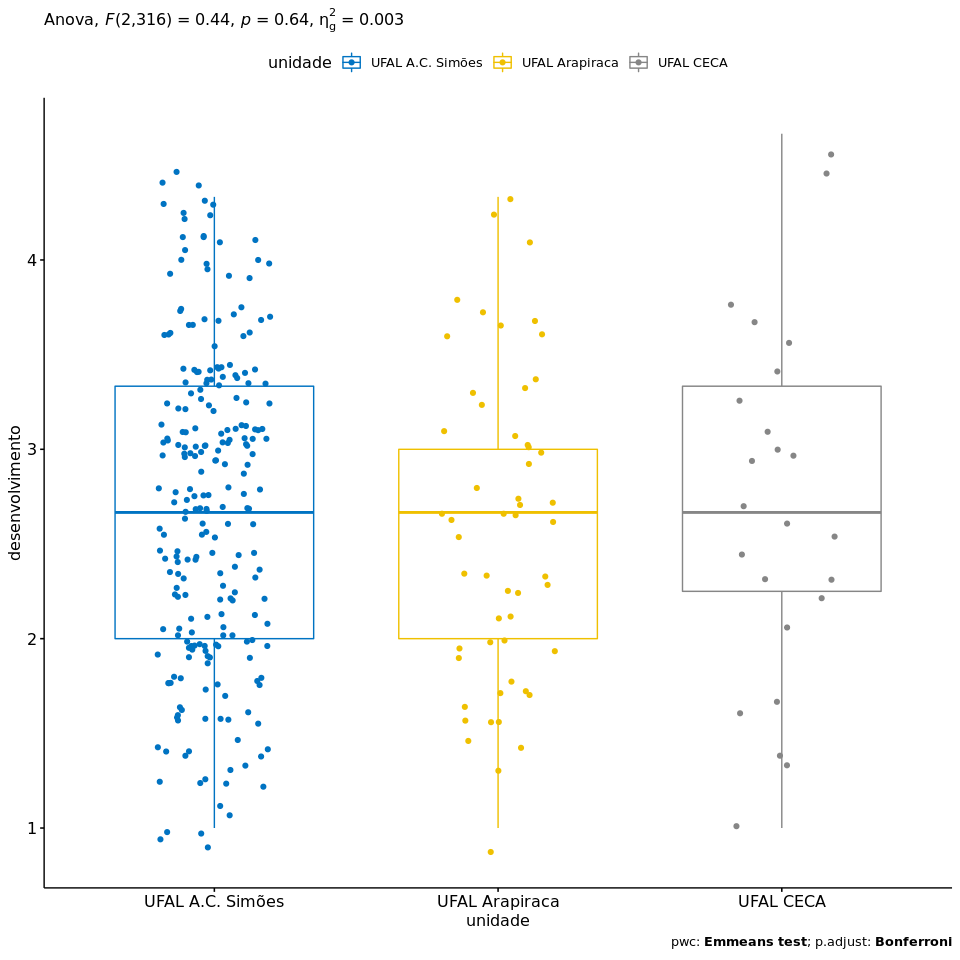 Anova, F(2,316) = 0.44, p = 0.64, η²g = 0.003
unidade UFAL A.C. Simões UFAL Arapiraca UFAL CECA
desenvolvimento
4
3
2
1
UFAL A.C. Simões UFAL Arapiraca UFAL CECA
unidade
pwc: Emmeans test; p.adjust: Bonferroni